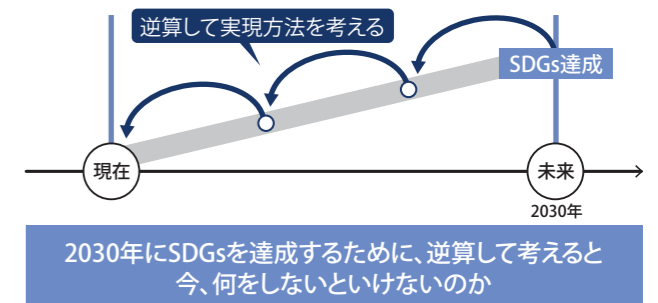 逆算して実現方法を考える
SDGs達成
現在
未来
2030年
2030年にSDGsを達成するために、逆算して考えると
今、何をしないといけないのか